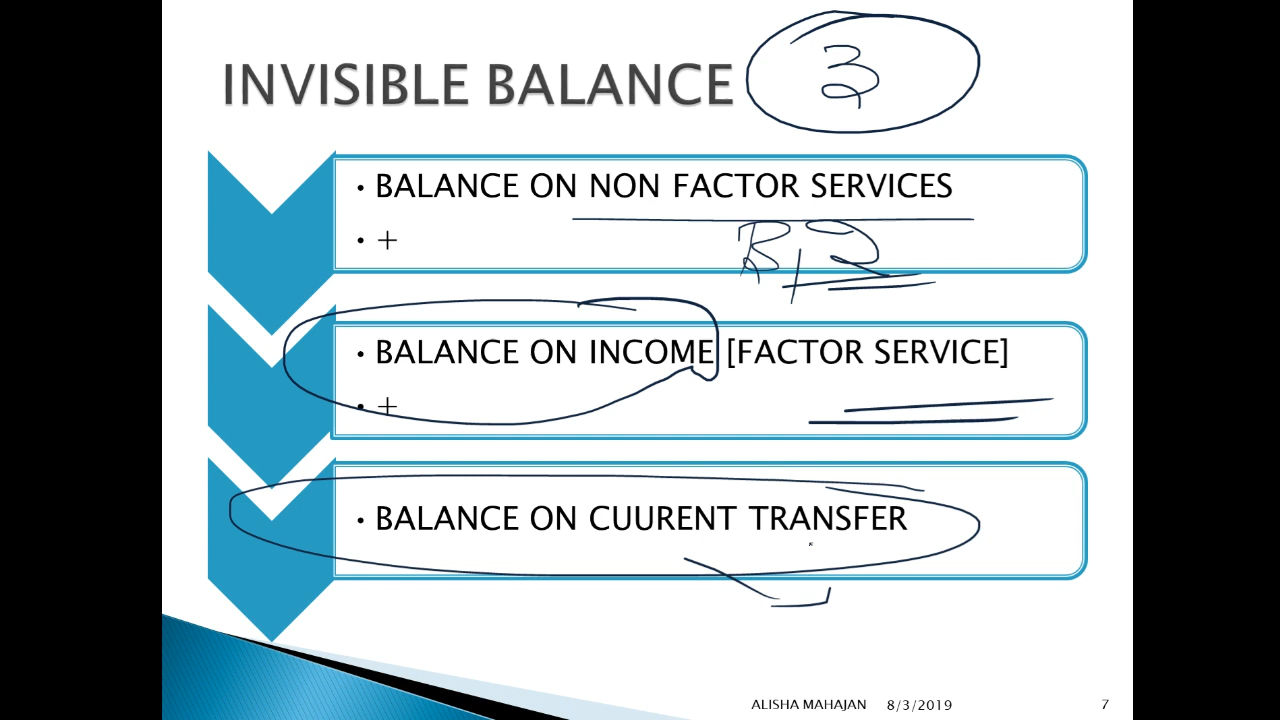 INVISIBLE BALANCE 3
• BALANCE ON NON FACTOR SERVICES
• +
• BALANCE ON INCOME [FACTOR SERVICE]
• +
• BALANCE ON CUURENT TRANSFER
ALISHA MAHAJAN 8/3/2019 7